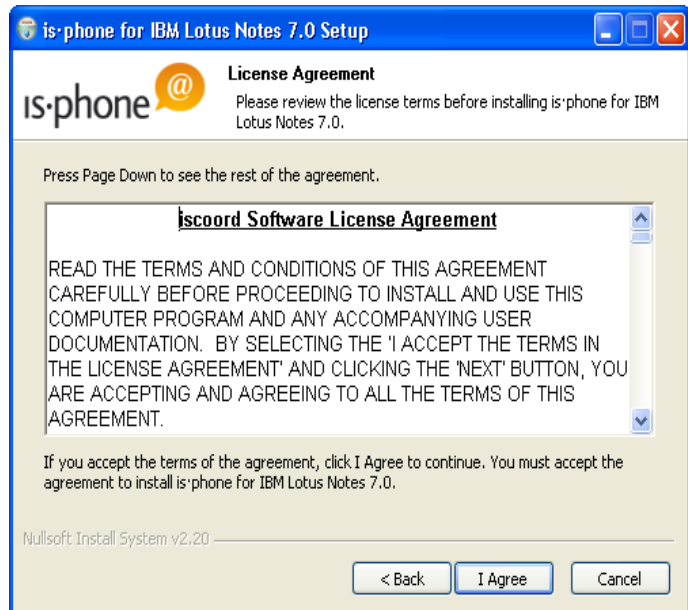 is·phone for IBM Lotus Notes 7.0 Setup
is·phone @
License Agreement
Please review the license terms before installing is·phone for IBM
Lotus Notes 7.0.
Press Page Down to see the rest of the agreement.
iscoord Software License Agreement
READ THE TERMS AND CONDITIONS OF THIS AGREEMENT
CAREFULLY BEFORE PROCEEDING TO INSTALL AND USE THIS
COMPUTER PROGRAM AND ANY ACCOMPANYING USER
DOCUMENTATION.  BY SELECTING THE 'I ACCEPT THE TERMS IN
THE LICENSE AGREEMENT' AND CLICKING THE 'NEXT' BUTTON, YOU
ARE ACCEPTING AND AGREEING TO ALL THE TERMS OF THIS
AGREEMENT.
If you accept the terms of the agreement, click I Agree to continue. You must accept the
agreement to install is·phone for IBM Lotus Notes 7.0.
Nullsoft Install System v2.20
< Back I Agree Cancel